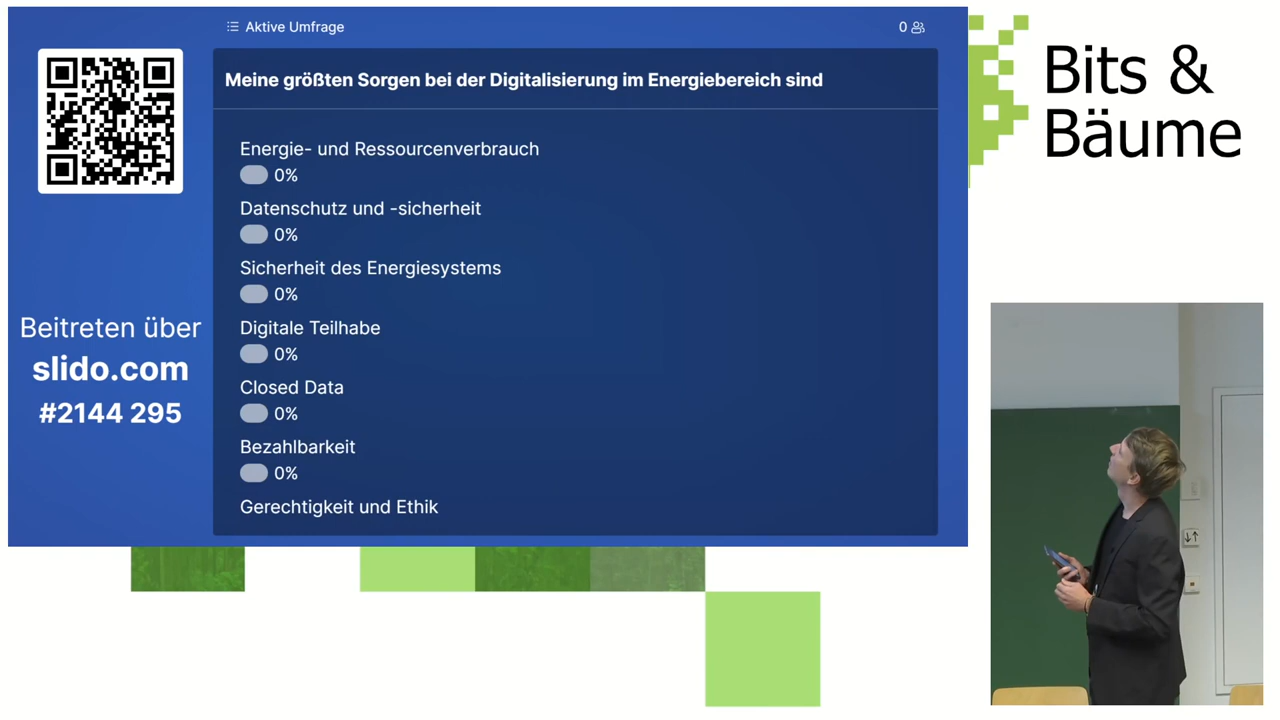 Aktive Umfrage
0
Meine größten Sorgen bei der Digitalisierung im Energiebereich sind
Energie- und Ressourcenverbrauch
0%
Datenschutz und -sicherheit
0%
Sicherheit des Energiesystems
0%
Digitale Teilhabe
0%
Closed Data
0%
Bezahlbarkeit
0%
Gerechtigkeit und Ethik
Beitreten über
slido.com
#2144 295
Bits &
Bäume